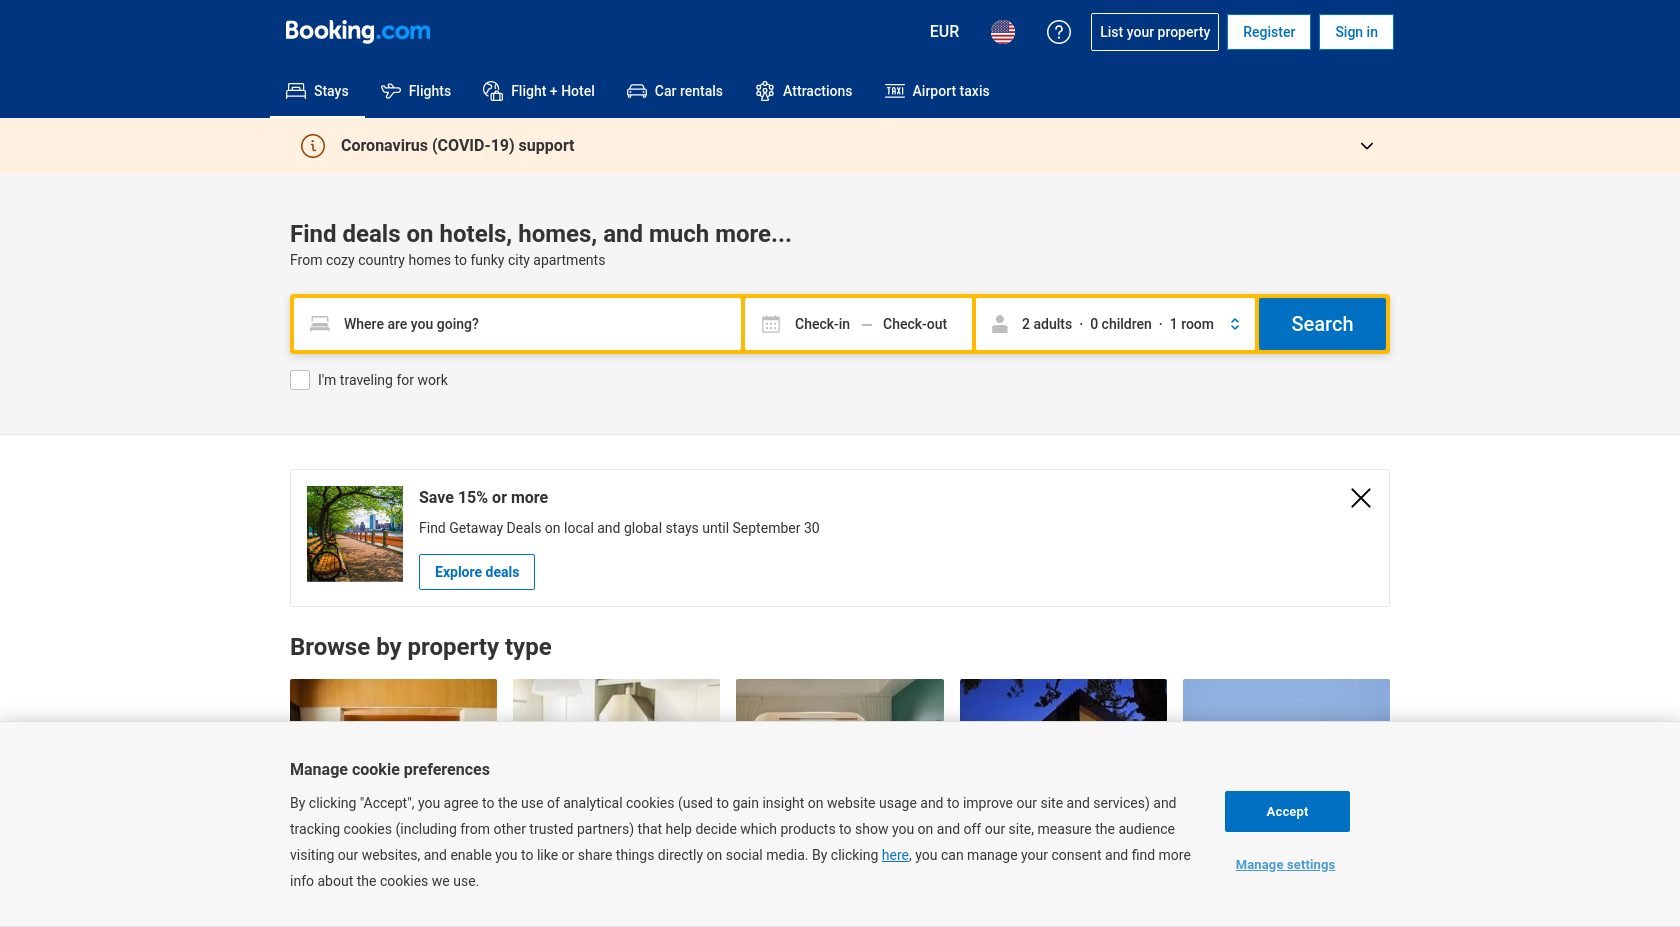 Booking.com
EUR
List your property
Register
Sign in
Stays
Flights
Flight + Hotel
Car rentals
Attractions
TAXI
Airport taxis
Coronavirus (COVID-19) support
Find deals on hotels, homes, and much more...
From cozy country homes to funky city apartments
Where are you going?
Check-in — Check-out
2 adults · 0 children · 1 room
Search
I'm traveling for work
Save 15% or more
Find Getaway Deals on local and global stays until September 30
Explore deals
Browse by property type
Manage cookie preferences
By clicking "Accept", you agree to the use of analytical cookies (used to gain insight on website usage and to improve our site and services) and
tracking cookies (including from other trusted partners) that help decide which products to show you on and off our site, measure the audience
visiting our websites, and enable you to like or share things directly on social media. By clicking here, you can manage your consent and find more
info about the cookies we use.
Accept
Manage settings